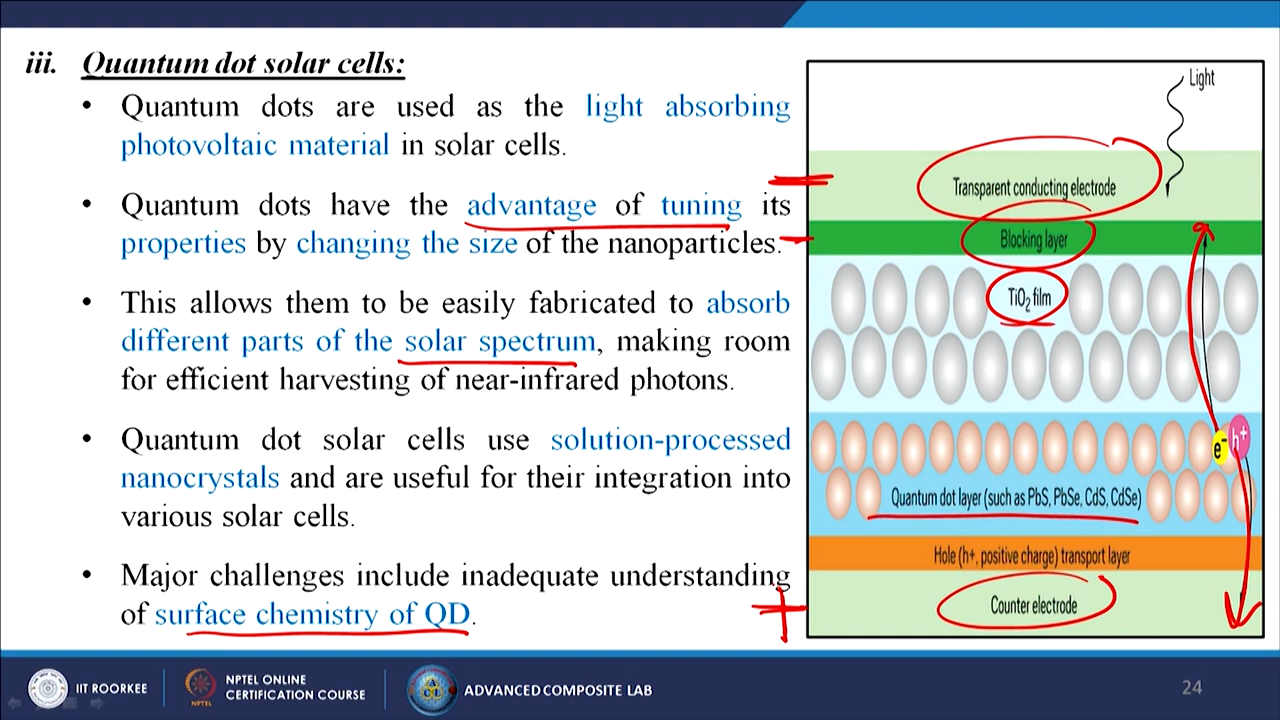 iii. Quantum dot solar cells:
• Quantum dots are used as the light absorbing
photovoltaic material in solar cells.
• Quantum dots have the advantage of tuning its
properties by changing the size of the nanoparticles.
• This allows them to be easily fabricated to absorb
different parts of the solar spectrum, making room
for efficient harvesting of near-infrared photons.
• Quantum dot solar cells use solution-processed
nanocrystals and are useful for their integration into
various solar cells.
• Major challenges include inadequate understanding
of surface chemistry of QD.
Light
Transparent conducting electrode
Blocking layer
TiO₂ film
e⁻ h⁺
Quantum dot layer (such as PbS, PbSe, CdS, CdSe)
Hole (h+, positive charge) transport layer
Counter electrode
− +
IIT ROORKEE
NPTEL
NPTEL ONLINE
CERTIFICATION COURSE
ADVANCED COMPOSITE LAB
24